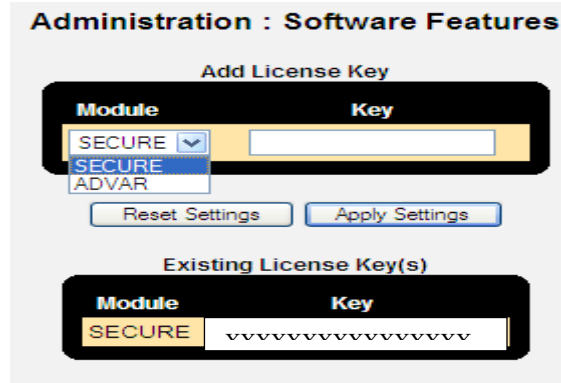 Administration : Software Features
Add License Key
Module Key
SECURE
SECURE
ADVAR
Reset Settings Apply Settings
Existing License Key(s)
Module Key
SECURE vvvvvvvvvvvvvvvvv